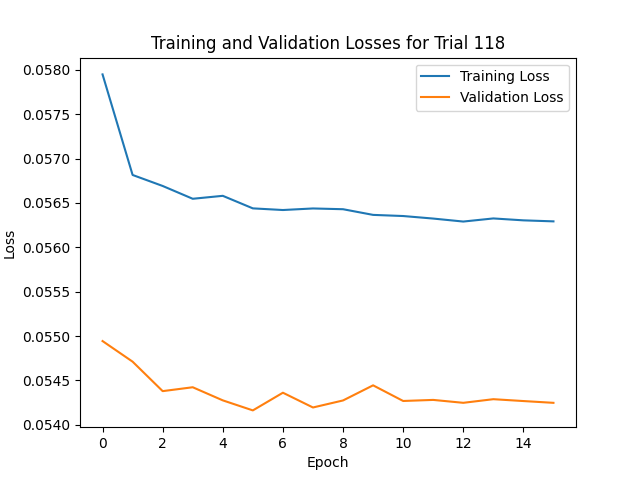 Training and Validation Losses for Trial 118
Training Loss
Validation Loss
0.0580
0.0575
0.0570
0.0565
0.0560
0.0555
0.0550
0.0545
0.0540
Loss
0 2 4 6 8 10 12 14
Epoch